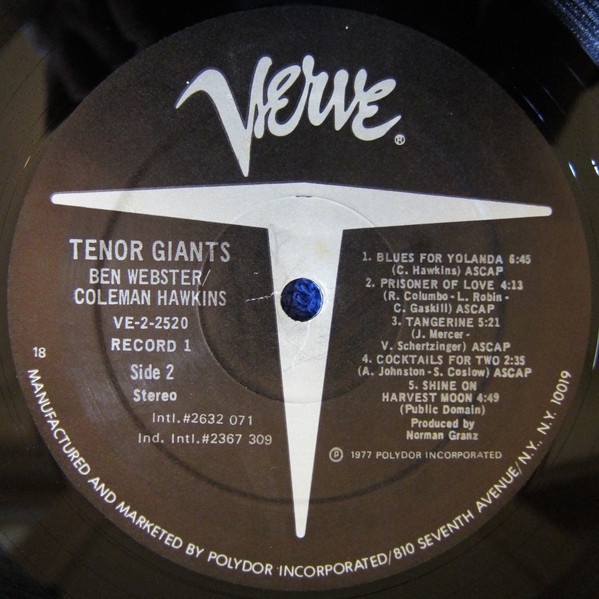 Verve®
TENOR GIANTS
BEN WEBSTER/
COLEMAN HAWKINS
VE-2-2520
RECORD 1
Side 2
Stereo
Intl.#2632 071
Ind. Intl.#2367 309
18
1. BLUES FOR YOLANDA 6:45
(C. Hawkins) ASCAP
2. PRISONER OF LOVE 4:13
(R. Columbo - L. Robin -
C. Gaskill) ASCAP
3. TANGERINE 5:21
(J. Mercer -
V. Schertzinger) ASCAP
4. COCKTAILS FOR TWO 2:35
(A. Johnston - S. Coslow) ASCAP
5. SHINE ON
HARVEST MOON 4:49
(Public Domain)
Produced by
Norman Granz
℗ 1977 POLYDOR INCORPORATED
MANUFACTURED AND MARKETED BY POLYDOR INCORPORATED/810 SEVENTH AVENUE/N.Y., N.Y. 10019